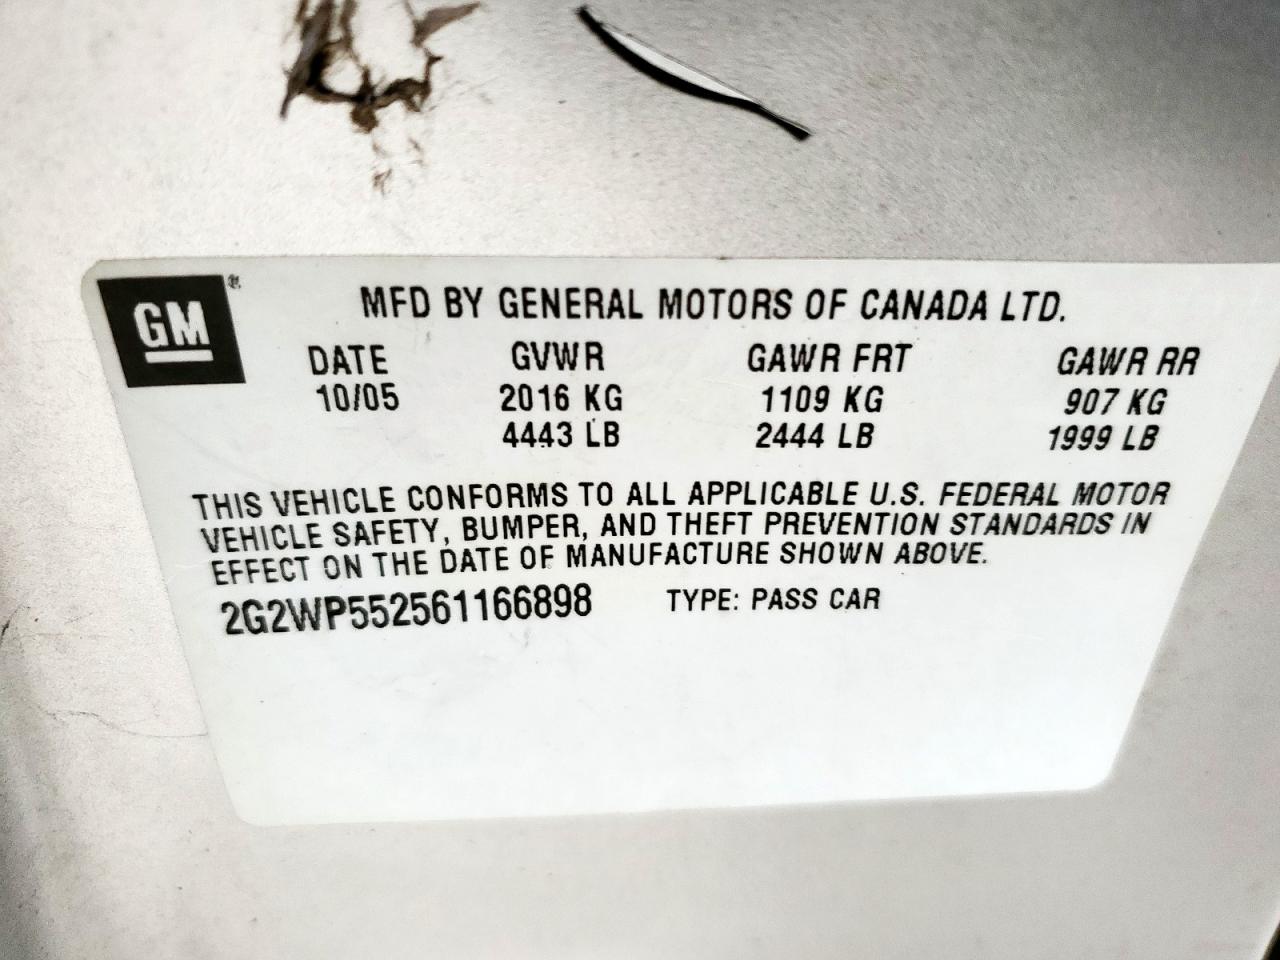 GM ®
MFD BY GENERAL MOTORS OF CANADA LTD.
DATE GVWR GAWR FRT GAWR RR
10/05 2016 KG 1109 KG 907 KG
4443 LB 2444 LB 1999 LB
THIS VEHICLE CONFORMS TO ALL APPLICABLE U.S. FEDERAL MOTOR
VEHICLE SAFETY, BUMPER, AND THEFT PREVENTION STANDARDS IN
EFFECT ON THE DATE OF MANUFACTURE SHOWN ABOVE.
2G2WP552561166898 TYPE: PASS CAR